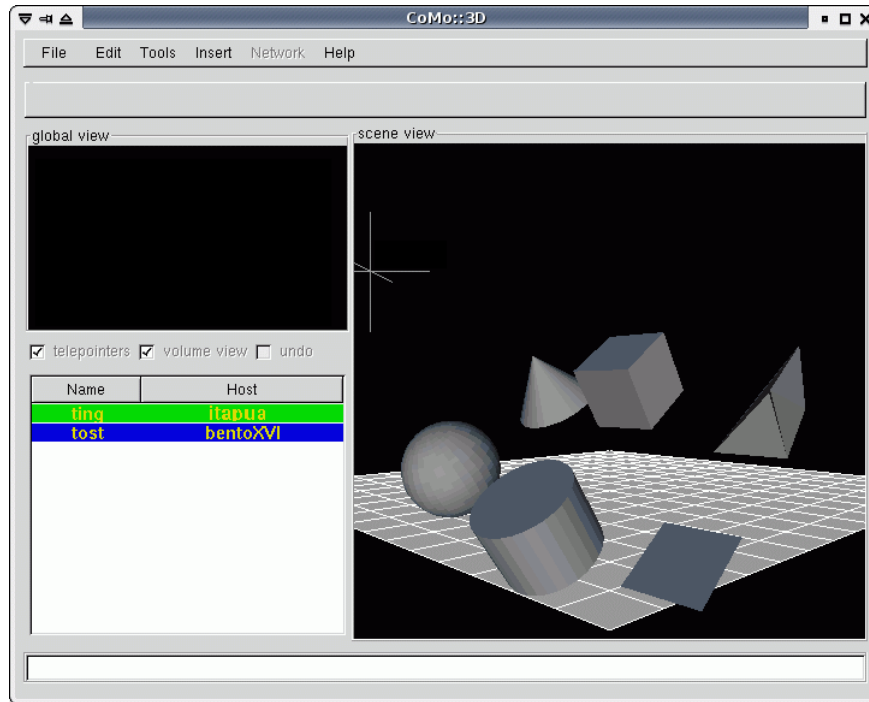 CoMo::3D
File Edit Tools Insert Network Help
global view
scene view
telepointers volume view undo
Name Host
tinq itapua
tost bentoXVI